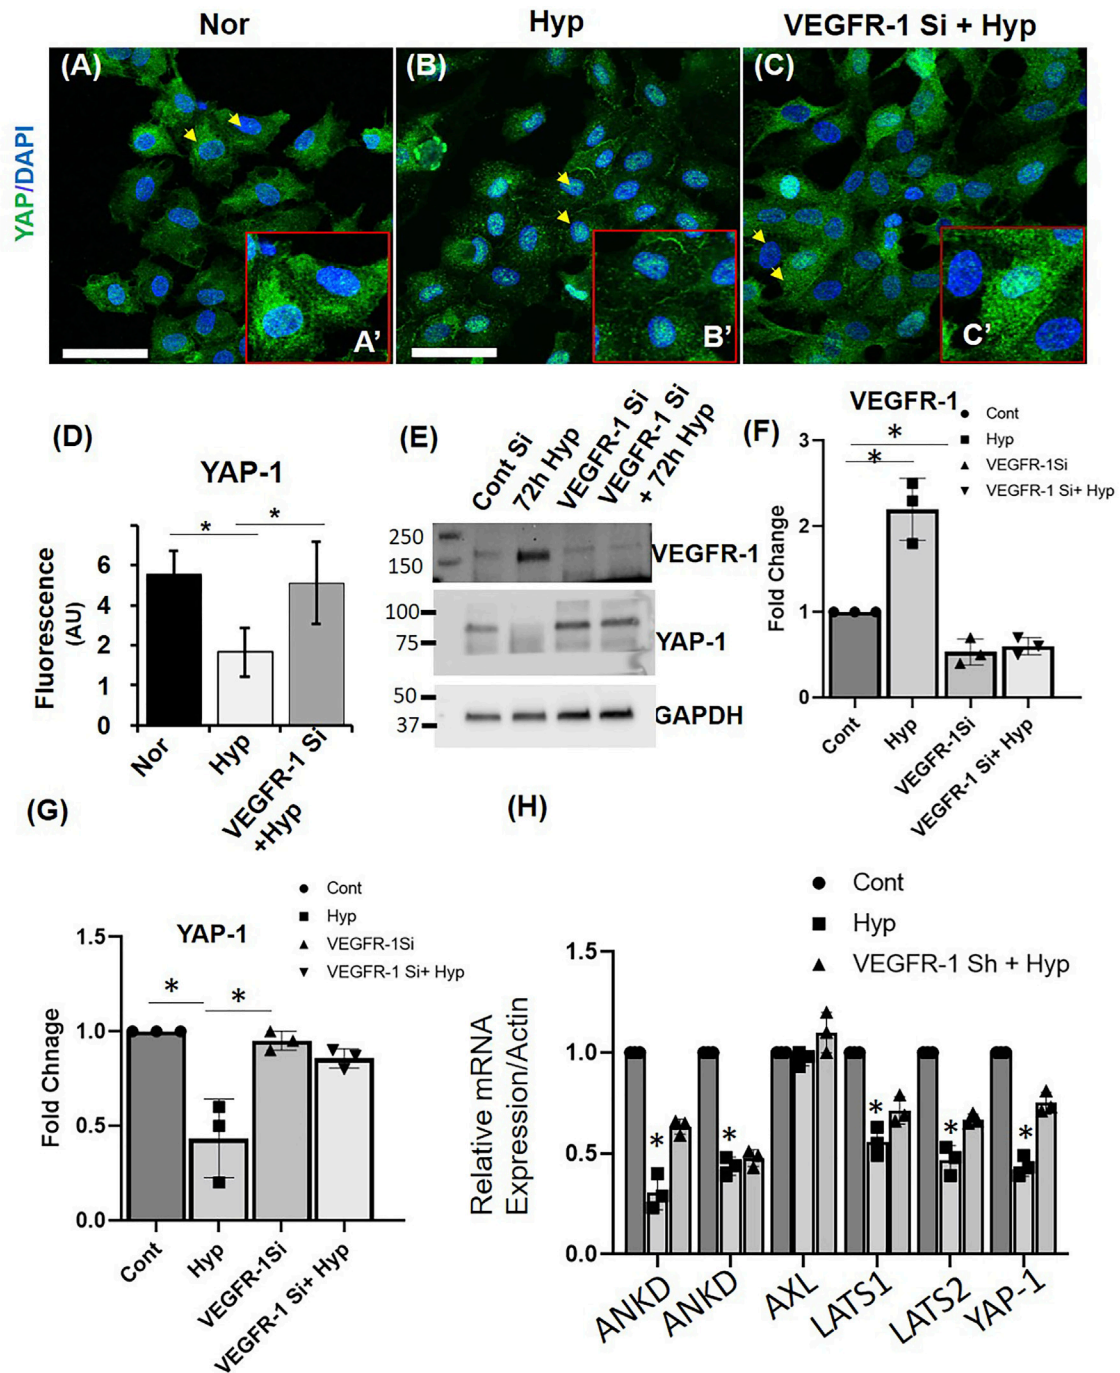 Nor
Hyp
VEGFR-1 Si + Hyp
YAP/DAPI
(A)
(B)
(C)
A'
B'
C'
(D)
YAP-1
Fluorescence
(AU)
6
4
2
1
0
*
*
Nor
Hyp
VEGFR-1 Si
+Hyp
(E)
Cont Si
72h Hyp
VEGFR-1 Si
VEGFR-1 Si
+ 72h Hyp
250
150
VEGFR-1
100
75
YAP-1
50
37
GAPDH
(F)
VEGFR-1
Cont
Hyp
VEGFR-1Si
VEGFR-1 Si+ Hyp
Fold Change
3
2
1
0
*
*
Cont
Hyp
VEGFR-1Si
VEGFR-1 Si+ Hyp
(G)
YAP-1
Cont
Hyp
VEGFR-1Si
VEGFR-1 Si+ Hyp
Fold Chnage
1.5
1.0
0.5
0.0
*
*
Cont
Hyp
VEGFR-1Si
VEGFR-1 Si+ Hyp
(H)
Cont
Hyp
VEGFR-1 Sh + Hyp
Relative mRNA
Expression/Actin
1.5
1.0
0.5
0.0
*
*
*
*
*
ANKD
ANKD
AXL
LATS1
LATS2
YAP-1